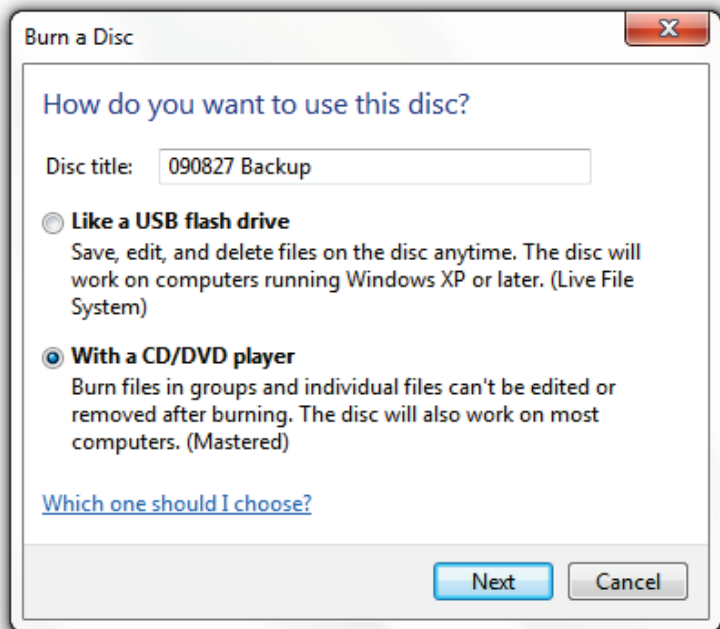 Burn a Disc
How do you want to use this disc?
Disc title: 090827 Backup
Like a USB flash drive
Save, edit, and delete files on the disc anytime. The disc will
work on computers running Windows XP or later. (Live File
System)
With a CD/DVD player
Burn files in groups and individual files can't be edited or
removed after burning. The disc will also work on most
computers. (Mastered)
Which one should I choose?
Next Cancel